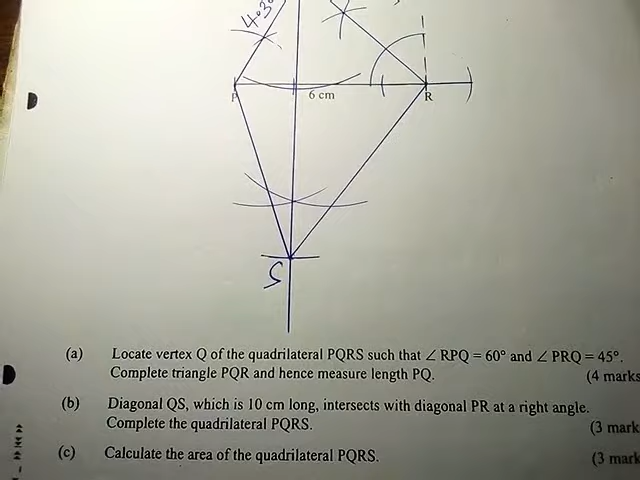 4.3
P
6 cm
R
S
(a) Locate vertex Q of the quadrilateral PQRS such that ∠ RPQ = 60° and ∠ PRQ = 45°.
Complete triangle PQR and hence measure length PQ.
(4 marks
(b) Diagonal QS, which is 10 cm long, intersects with diagonal PR at a right angle.
Complete the quadrilateral PQRS.
(3 mark
(c) Calculate the area of the quadrilateral PQRS.
(3 mark